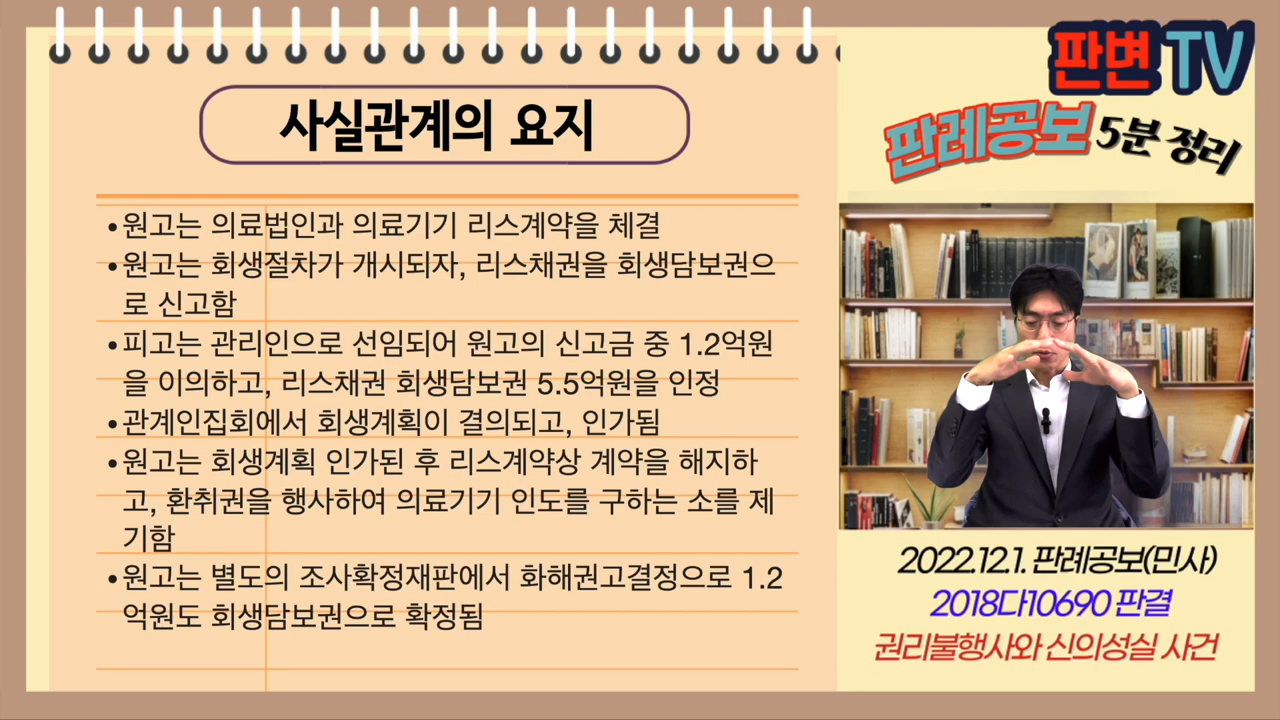 사실관계의 요지
•원고는 의료법인과 의료기기 리스계약을 체결
•원고는 회생절차가 개시되자, 리스채권을 회생담보권으
로 신고함
•피고는 관리인으로 선임되어 원고의 신고금 중 1.2억원
을 이의하고, 리스채권 회생담보권 5.5억원을 인정
•관계인집회에서 회생계획이 결의되고, 인가됨
•원고는 회생계획 인가된 후 리스계약상 계약을 해지하
고, 환취권을 행사하여 의료기기 인도를 구하는 소를 제
기함
•원고는 별도의 조사확정재판에서 화해권고결정으로 1.2
억원도 회생담보권으로 확정됨
판변 TV
판례공보 5분 정리
2022.12.1. 판례공보(민사)
2018다10690 판결
권리불행사와 신의성실 사건